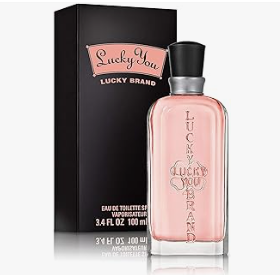 Lucky You
LUCKY BRAND
EAU DE TOILETTE SP
VAPORISATEUR
3.4 FL OZ 100 ml
LUCKY
LUCKY
YOU
BRAND